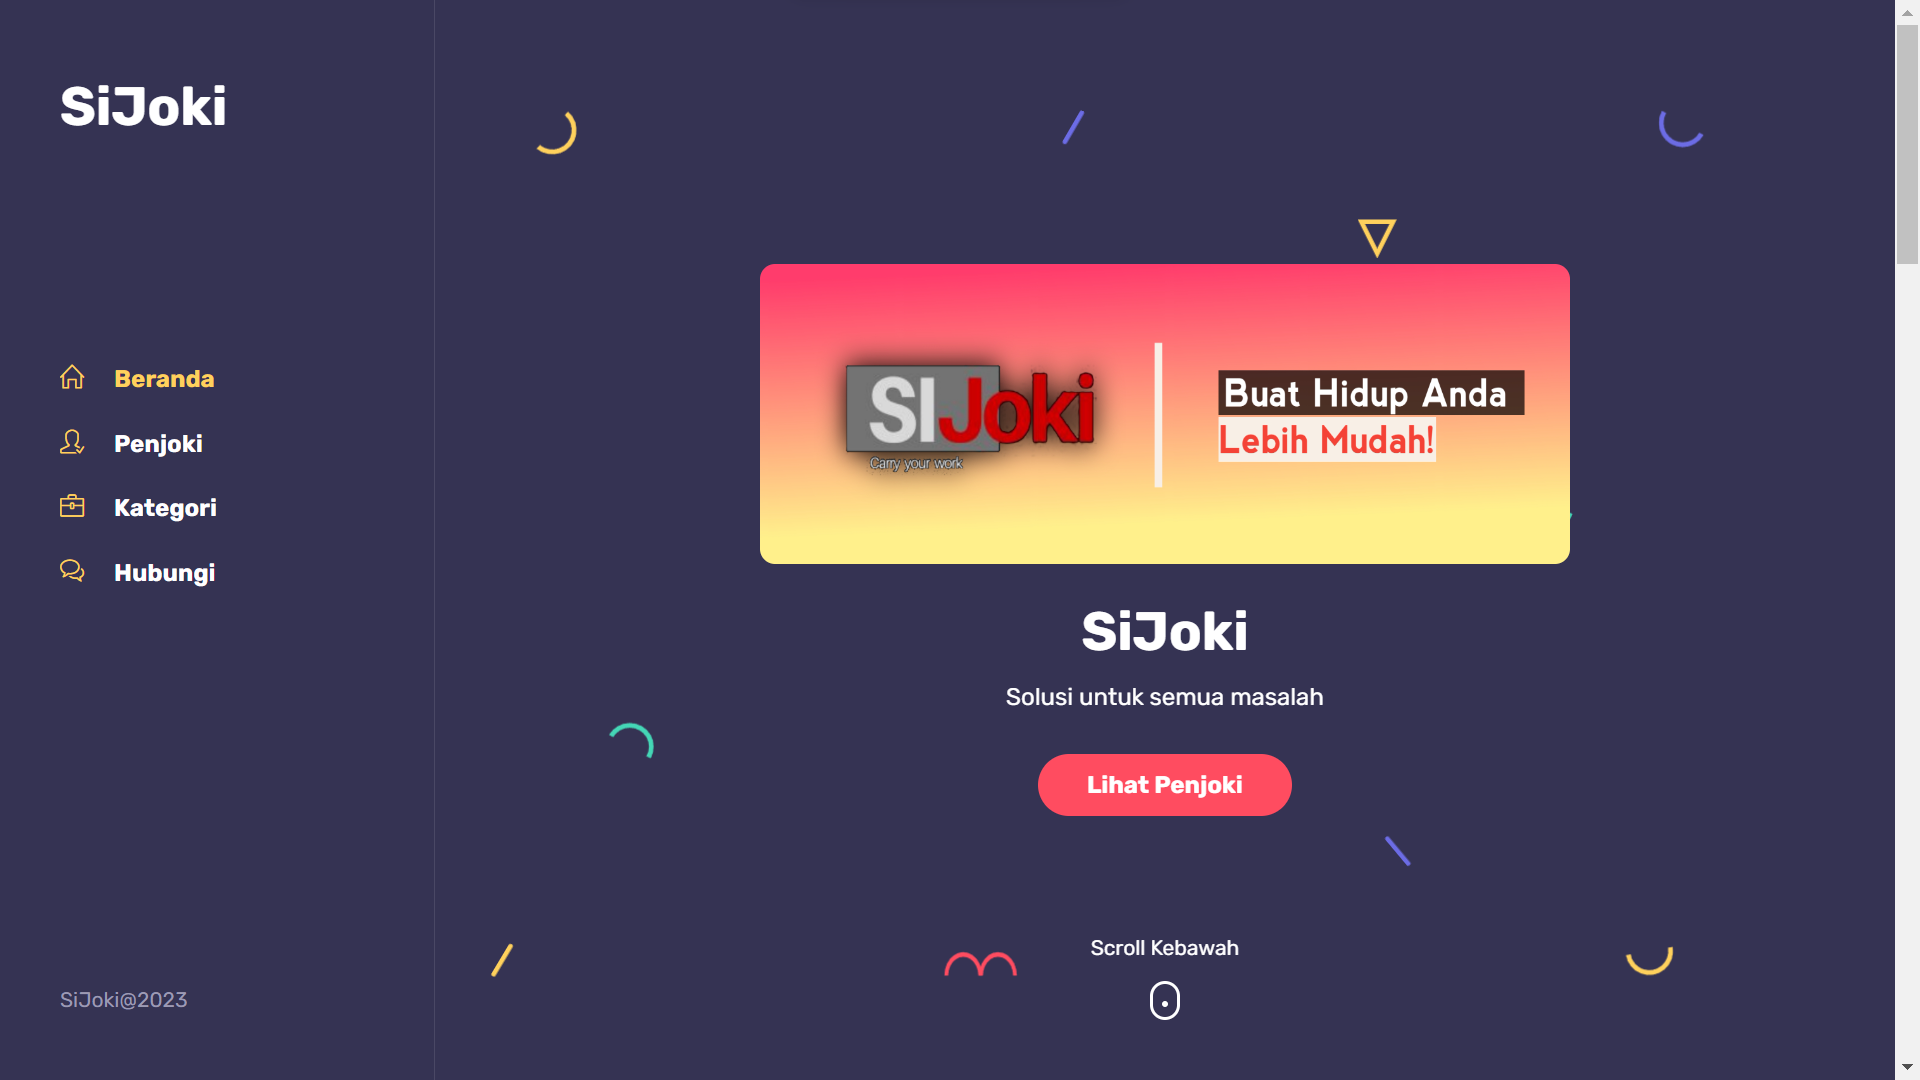 SiJoki
Beranda
Penjoki
Kategori
Hubungi
SiJoki@2023
SIJoki
Carry your work
Buat Hidup Anda
Lebih Mudah!
SiJoki
Solusi untuk semua masalah
Lihat Penjoki
Scroll Kebawah